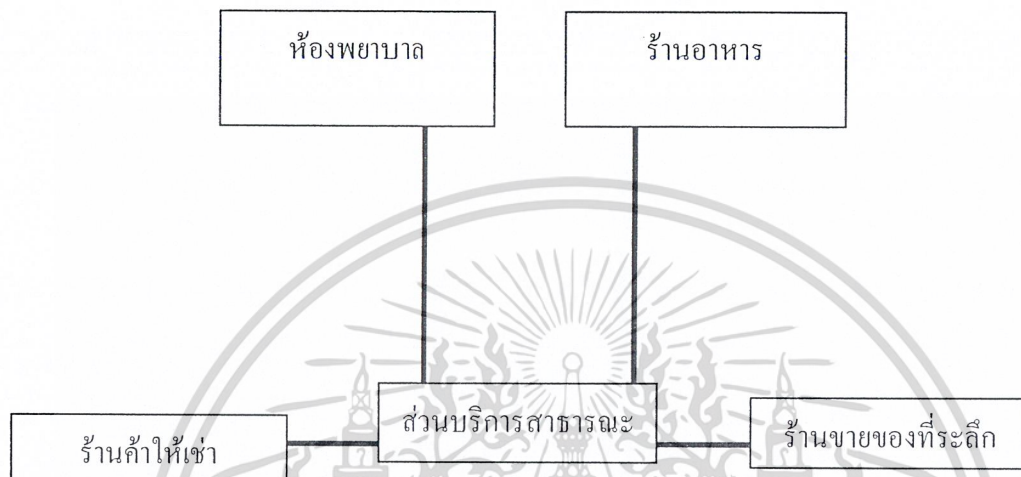 ห้องพยาบาล
ร้านอาหาร
ส่วนบริการสาธารณะ
ร้านค้าให้เช่า
ร้านขายของที่ระลึก